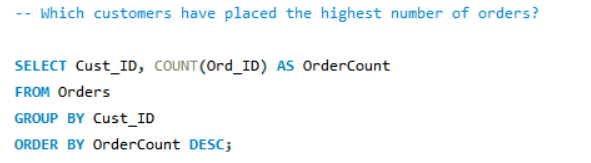 -- Which customers have placed the highest number of orders?
SELECT Cust_ID, COUNT(Ord_ID) AS OrderCount
FROM Orders
GROUP BY Cust_ID
ORDER BY OrderCount DESC;